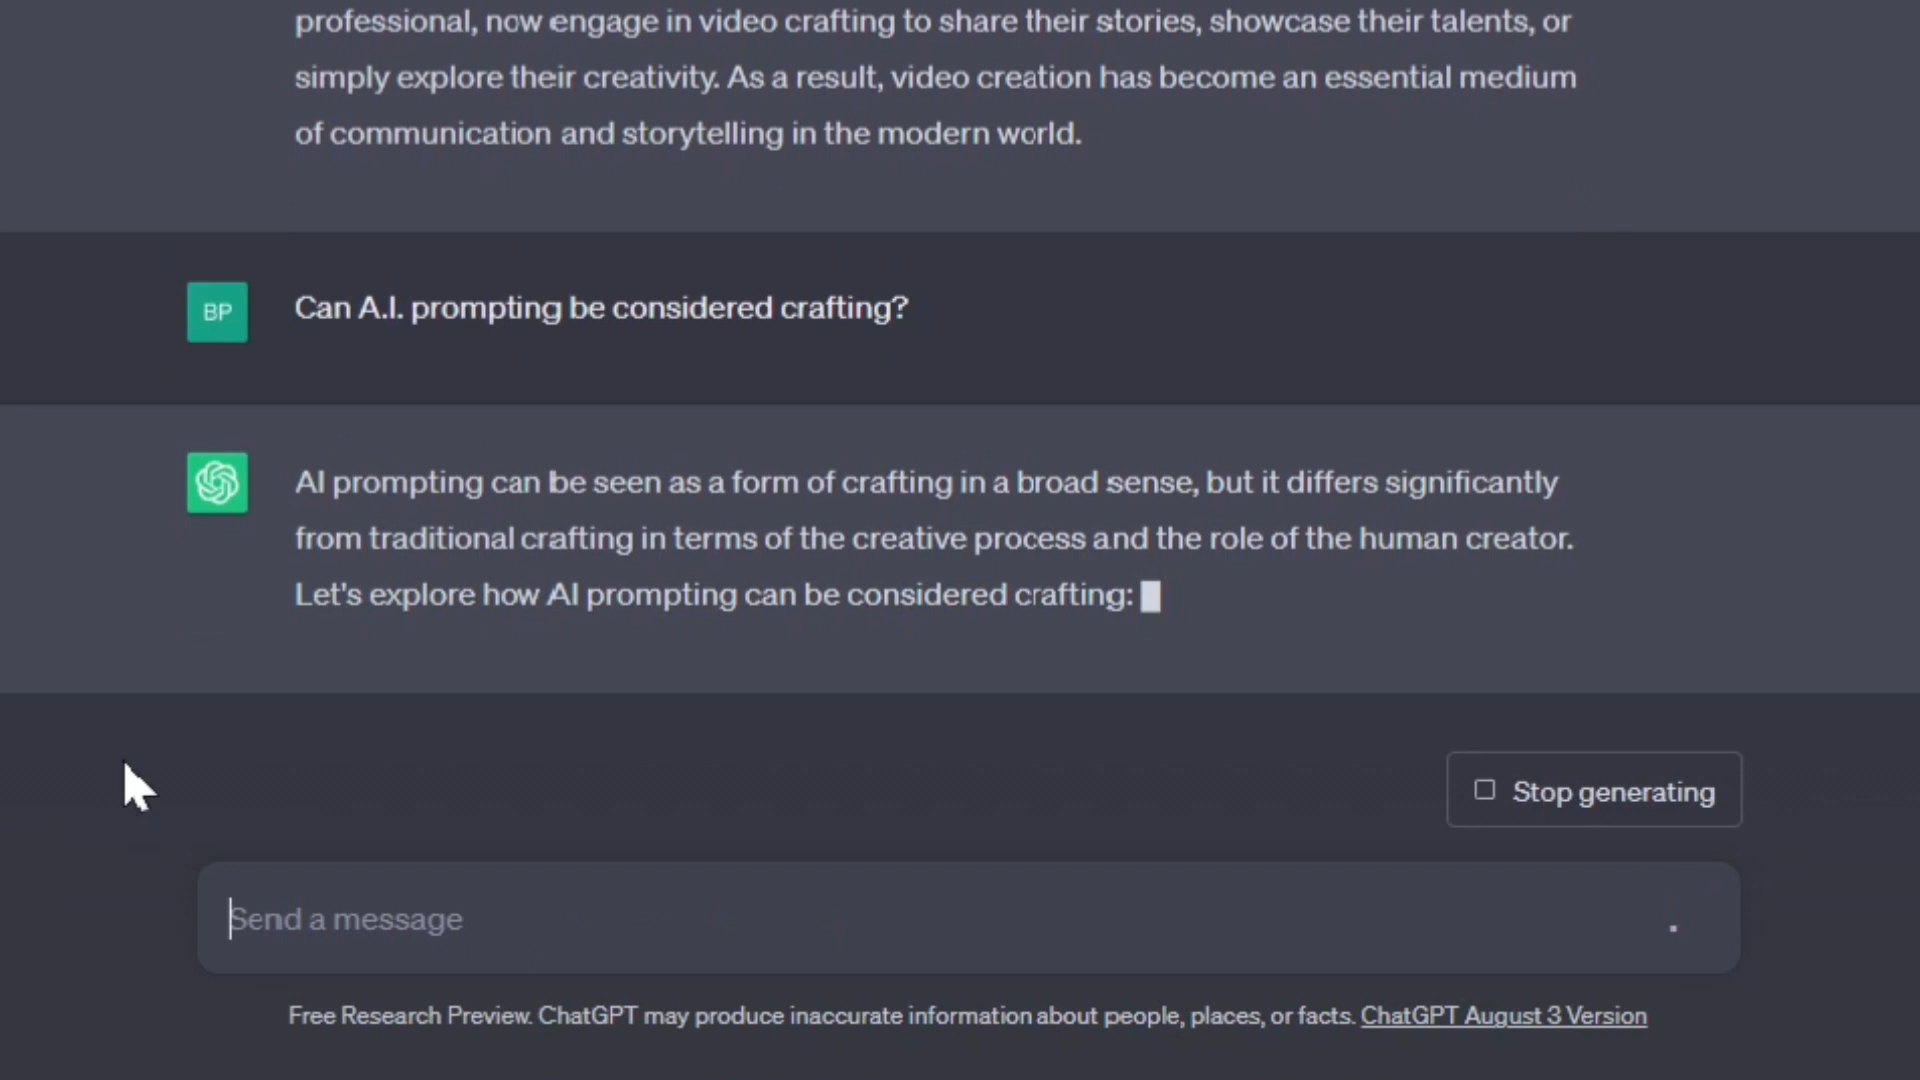 professional, now engage in video crafting to share their stories, showcase their talents, or
simply explore their creativity. As a result, video creation has become an essential medium
of communication and storytelling in the modern world.
BP
Can A.I. prompting be considered crafting?
AI prompting can be seen as a form of crafting in a broad sense, but it differs significantly
from traditional crafting in terms of the creative process and the role of the human creator.
Let's explore how AI prompting can be considered crafting:
Stop generating
Send a message
Free Research Preview. ChatGPT may produce inaccurate information about people, places, or facts. ChatGPT August 3 Version